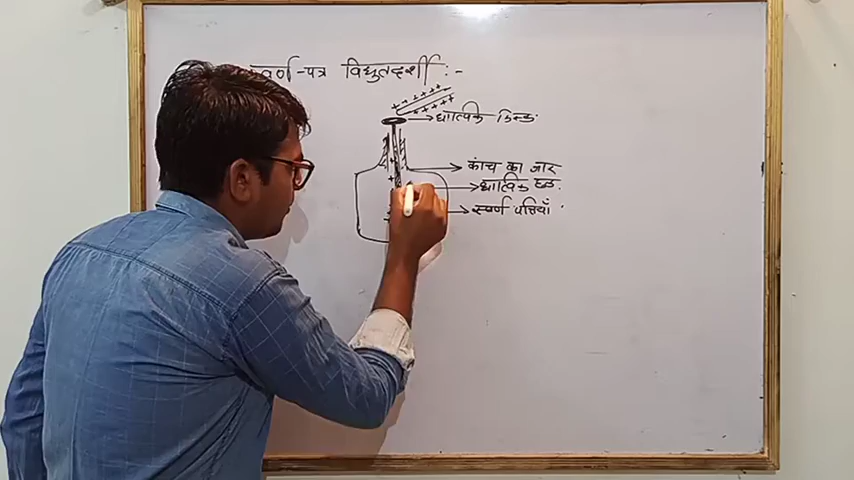 स्वर्ण-पत्र विधुतदर्शी :-
धात्विक डिस्क
कांच का जार
धात्विक छड़.
स्वर्ण पत्तियाँ